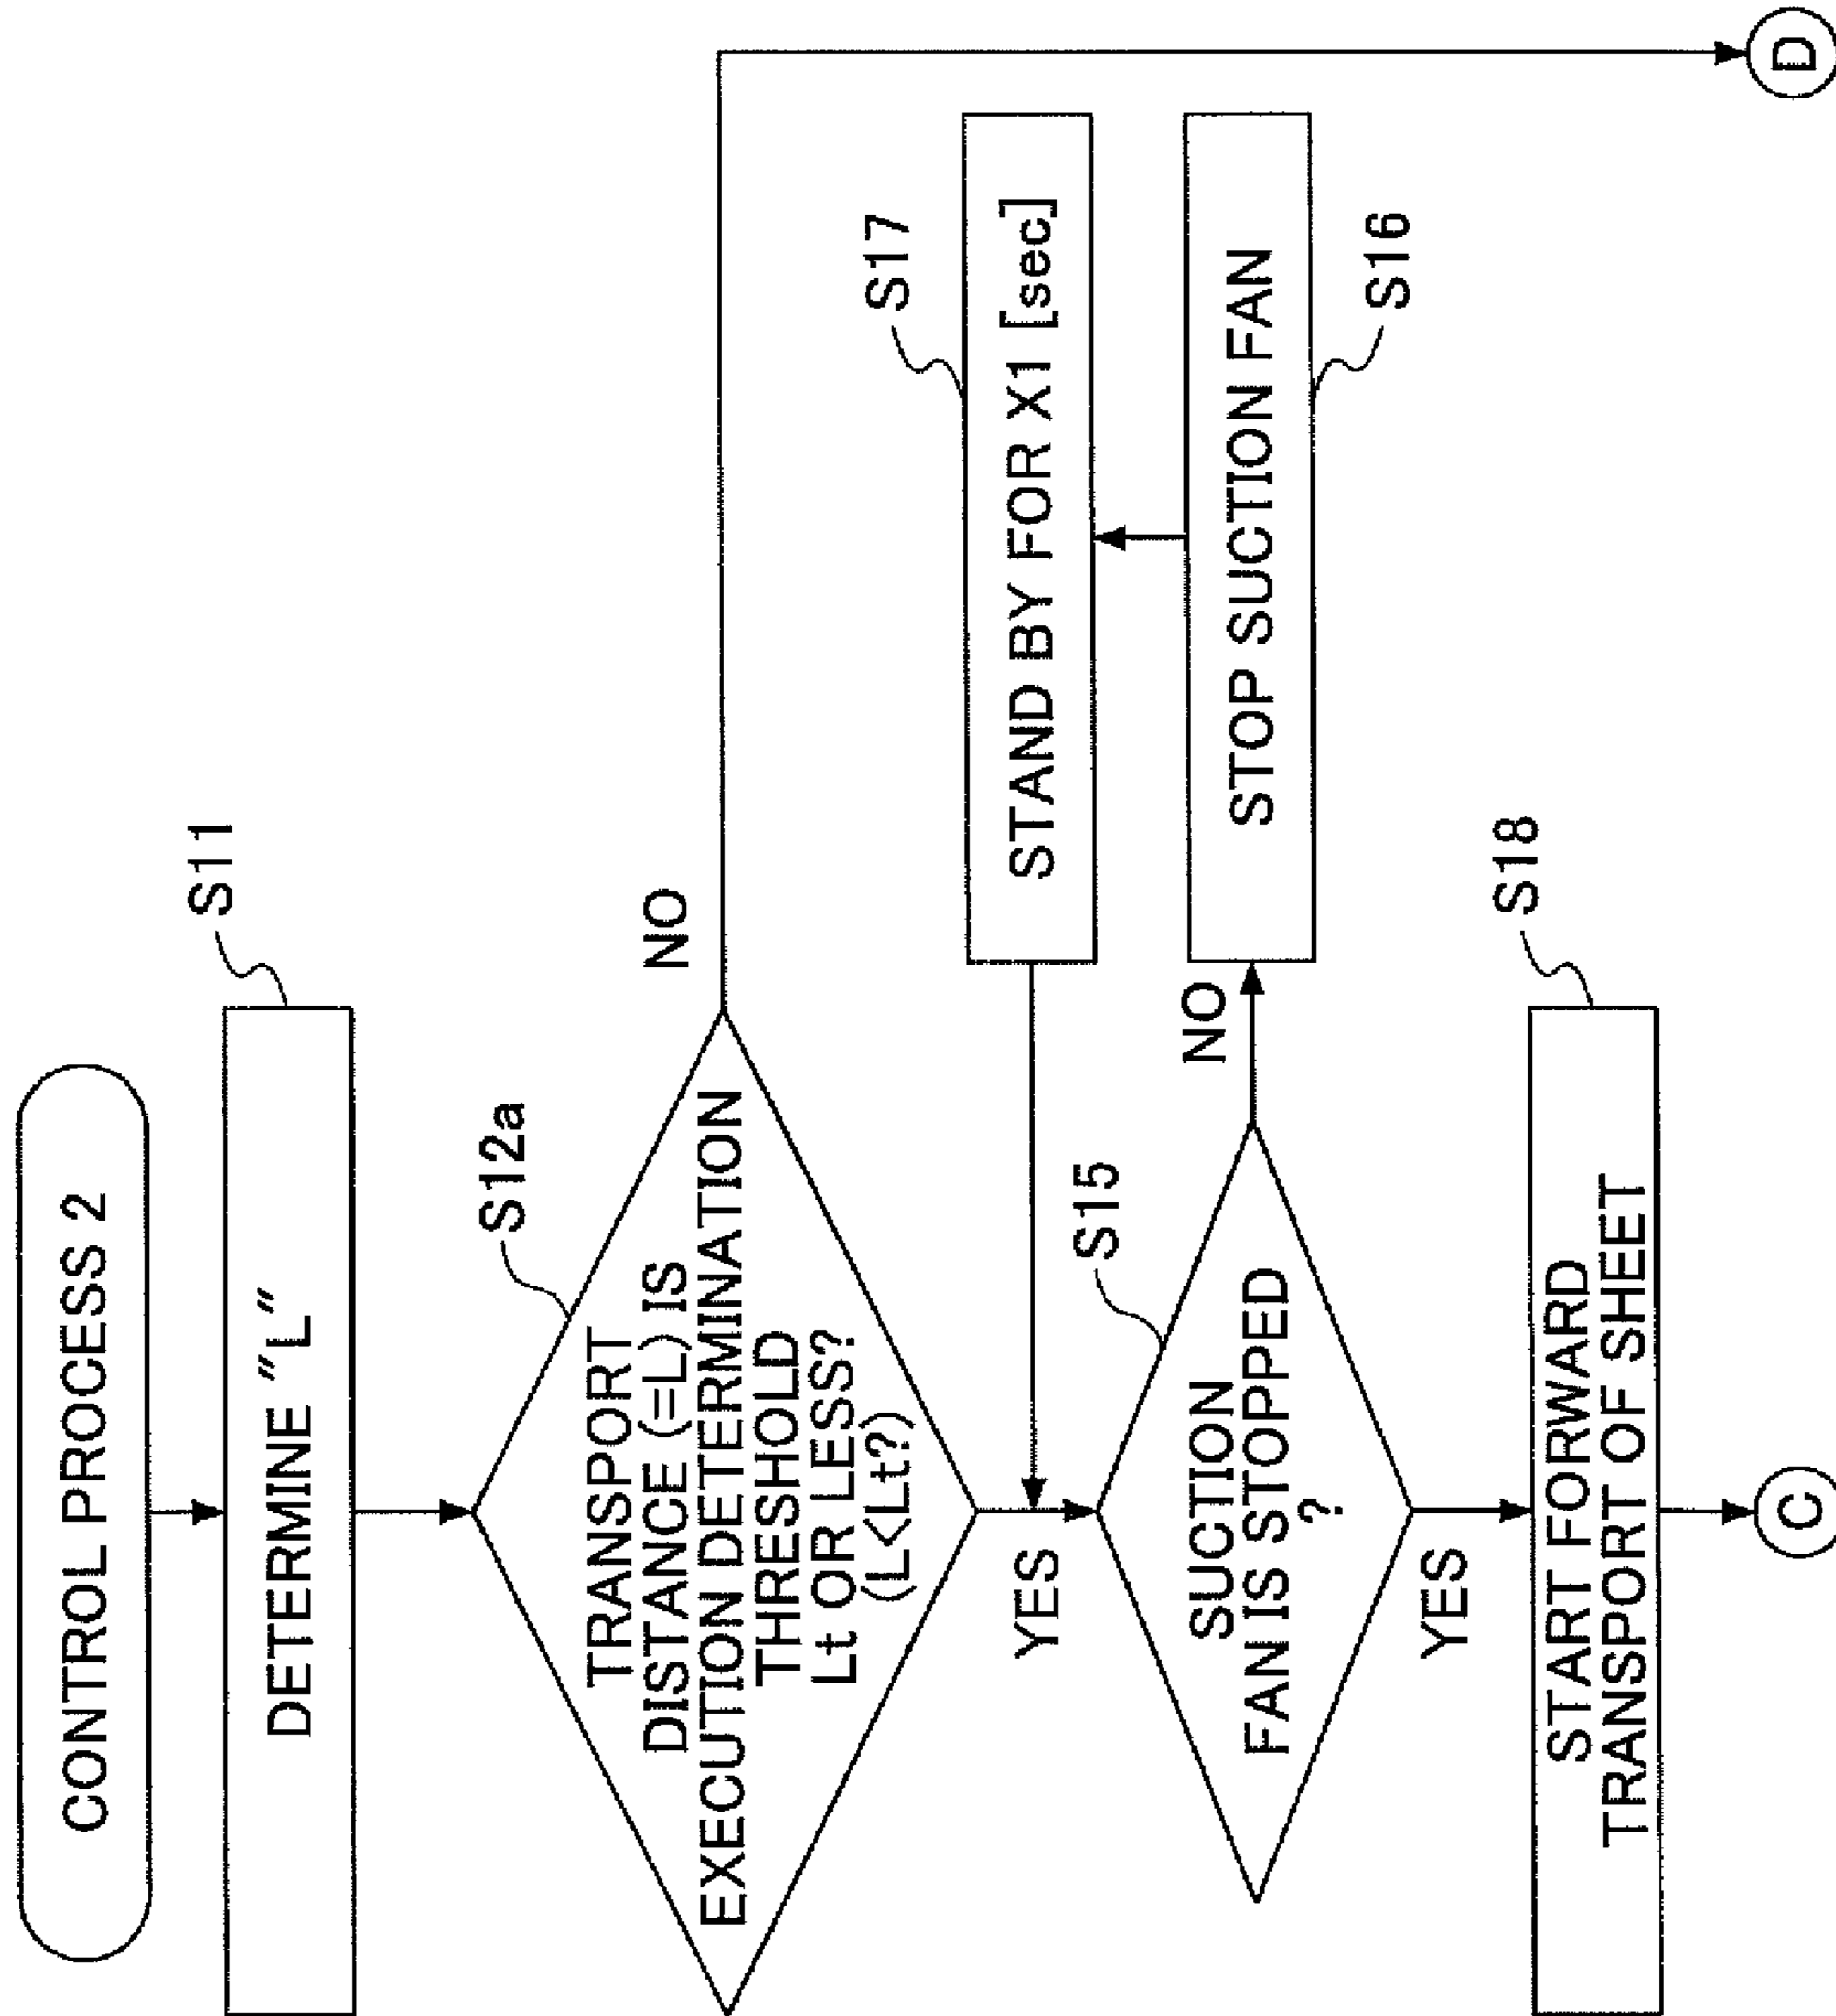 CONTROL PROCESS 2
S11
DETERMINE "L"
S12a
TRANSPORT
DISTANCE (=L) IS
EXECUTION DETERMINATION
THRESHOLD
Lt OR LESS?
(L<Lt?)
NO
YES
S17
STAND BY FOR X1 [sec]
S15
SUCTION
FAN IS STOPPED
?
NO
STOP SUCTION FAN
S16
YES
S18
START FORWARD
TRANSPORT OF SHEET
C
D